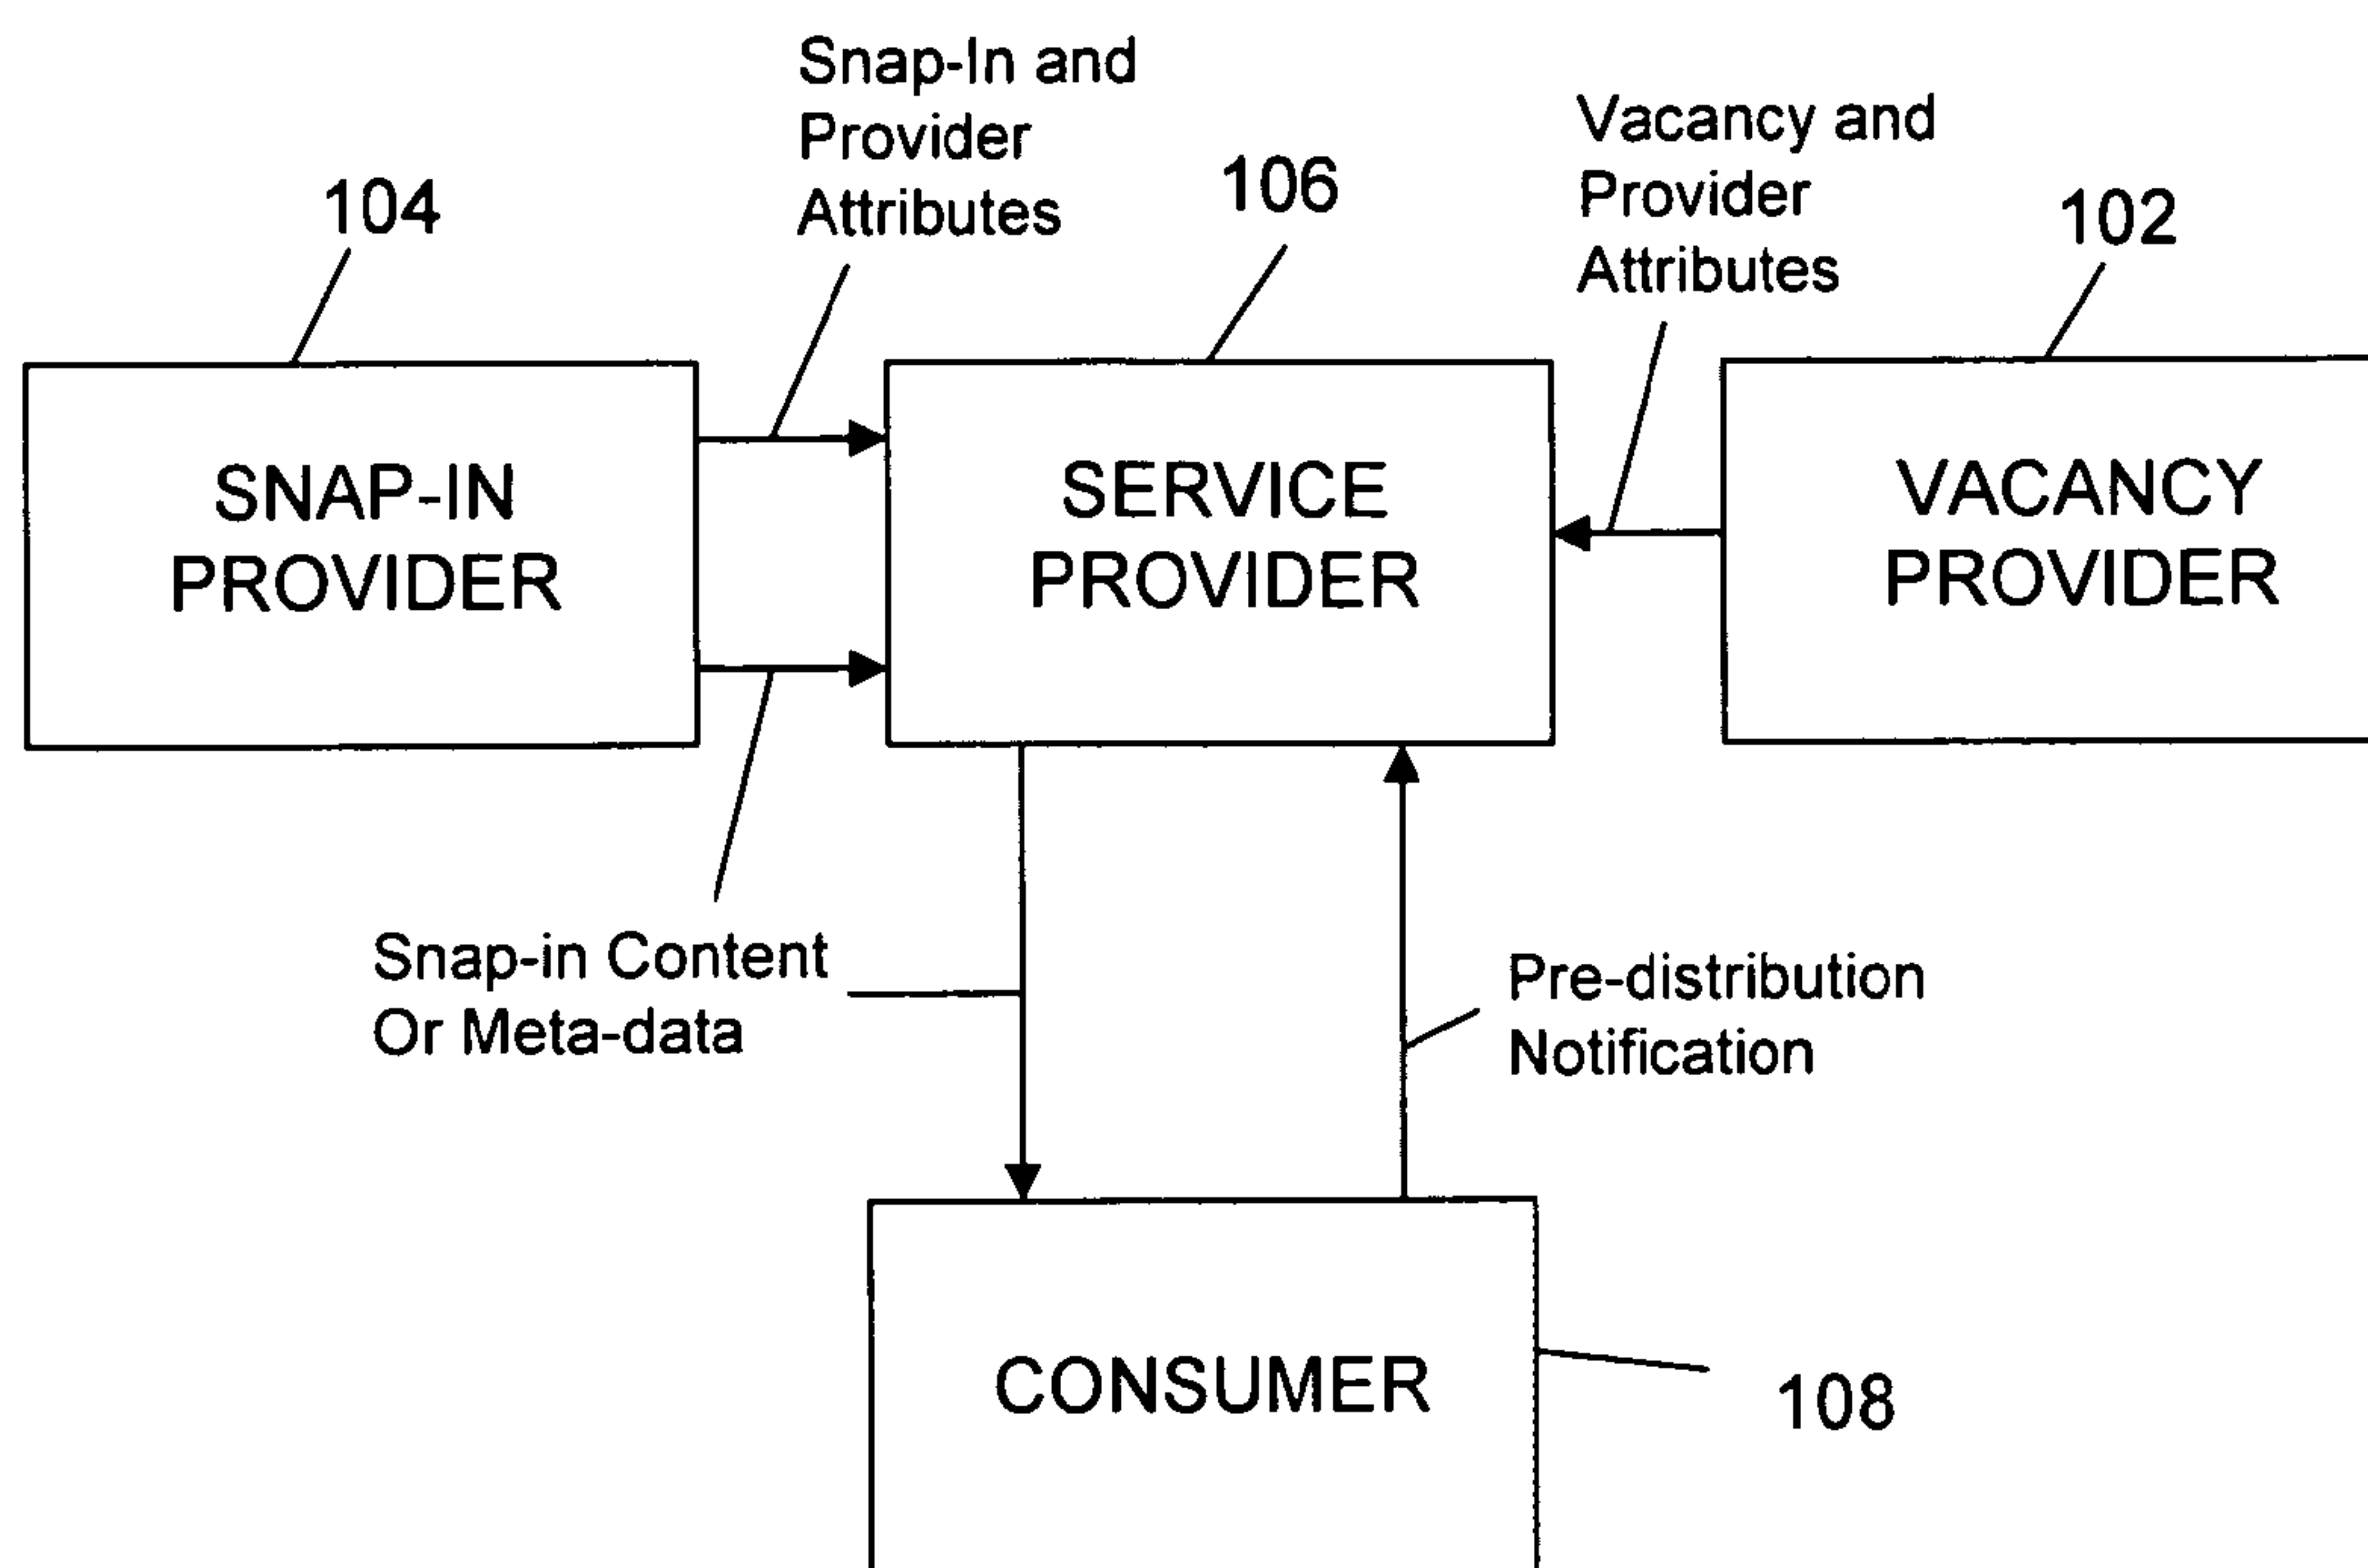 Snap-In and
Provider
Attributes
Vacancy and
Provider
Attributes
104
106
102
SNAP-IN
PROVIDER
SERVICE
PROVIDER
VACANCY
PROVIDER
Snap-in Content
Or Meta-data
Pre-distribution
Notification
CONSUMER
108